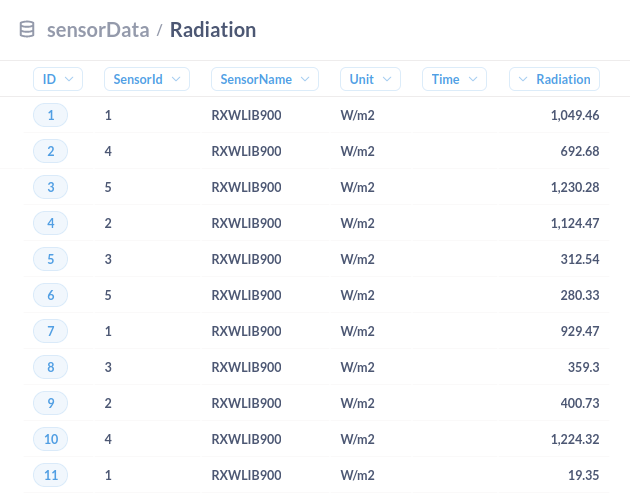 sensorData / Radiation
ID SensorId SensorName Unit Time Radiation
1 1 RXWLIB900 W/m2 1,049.46
2 4 RXWLIB900 W/m2 692.68
3 5 RXWLIB900 W/m2 1,230.28
4 2 RXWLIB900 W/m2 1,124.47
5 3 RXWLIB900 W/m2 312.54
6 5 RXWLIB900 W/m2 280.33
7 1 RXWLIB900 W/m2 929.47
8 3 RXWLIB900 W/m2 359.3
9 2 RXWLIB900 W/m2 400.73
10 4 RXWLIB900 W/m2 1,224.32
11 1 RXWLIB900 W/m2 19.35